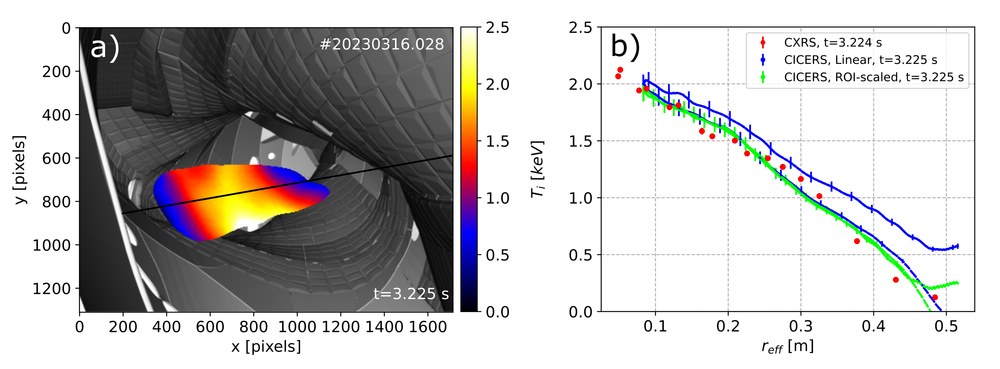 a)
#20230316.028
t=3.225 s
0
200
400
600
800
1000
1200
y [pixels]
0 200 400 600 800 1000 1200 1400 1600
x [pixels]
2.5
2.0
1.5
1.0
0.5
0.0
T_i [keV]
b)
CXRS, t=3.224 s
CICERS, Linear, t=3.225 s
CICERS, ROI-scaled, t=3.225 s
2.5
2.0
1.5
1.0
0.5
0.0
0.1 0.2 0.3 0.4 0.5
r_eff [m]